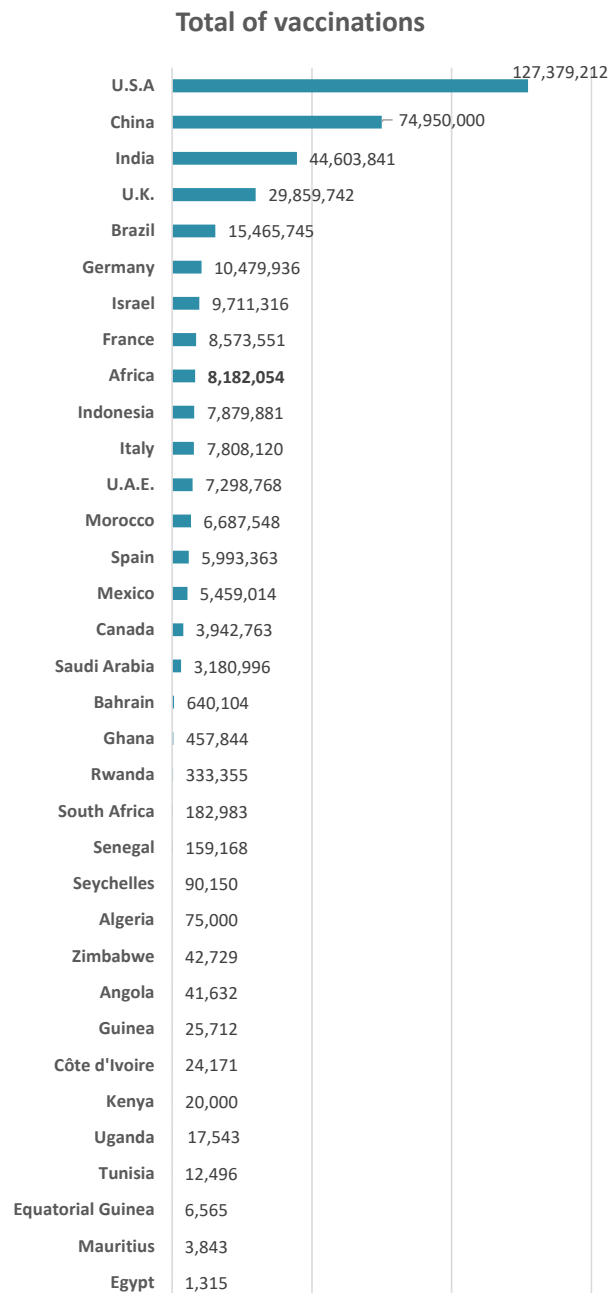 Total of vaccinations
U.S.A 127,379,212
China 74,950,000
India 44,603,841
U.K. 29,859,742
Brazil 15,465,745
Germany 10,479,936
Israel 9,711,316
France 8,573,551
Africa 8,182,054
Indonesia 7,879,881
Italy 7,808,120
U.A.E. 7,298,768
Morocco 6,687,548
Spain 5,993,363
Mexico 5,459,014
Canada 3,942,763
Saudi Arabia 3,180,996
Bahrain 640,104
Ghana 457,844
Rwanda 333,355
South Africa 182,983
Senegal 159,168
Seychelles 90,150
Algeria 75,000
Zimbabwe 42,729
Angola 41,632
Guinea 25,712
Côte d'Ivoire 24,171
Kenya 20,000
Uganda 17,543
Tunisia 12,496
Equatorial Guinea 6,565
Mauritius 3,843
Egypt 1,315